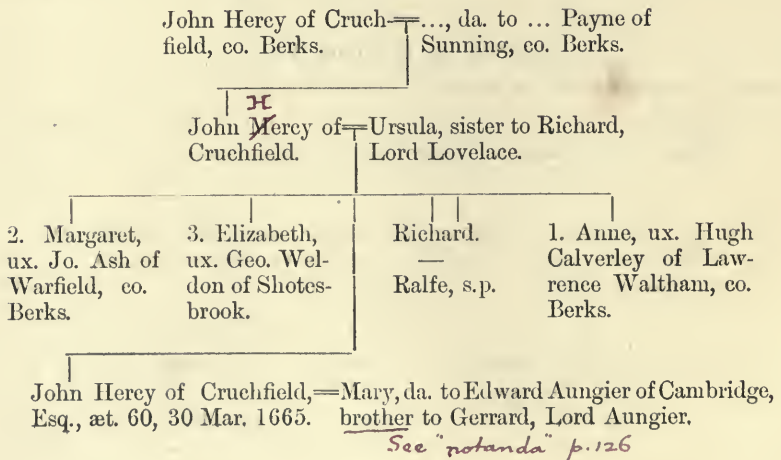 John Hercy of Cruch-
field, co. Berks.
..., da. to ... Payne of
Sunning, co. Berks.
H
John Mercy of
Cruchfield.
Ursula, sister to Richard,
Lord Lovelace.
2. Margaret,
ux. Jo. Ash of
Warfield, co.
Berks.
3. Elizabeth,
ux. Geo. Wel-
don of Shotes-
brook.
Richard.
—
Ralfe, s.p.
1. Anne, ux. Hugh
Calverley of Law-
rence Waltham, co.
Berks.
John Hercy of Cruchfield,
Esq., æt. 60, 30 Mar. 1665.
Mary, da. to Edward Aungier of Cambridge,
brother to Gerrard, Lord Aungier.
See "notanda" p. 126